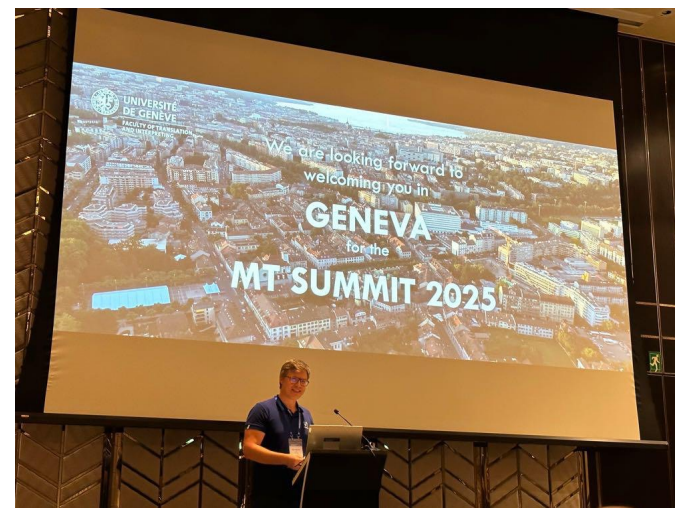 UNIVERSITÉ
DE GENÈVE
FACULTY OF TRANSLATION
AND INTERPRETING
We are looking forward to
welcoming you in
GENEVA
for the
MT SUMMIT 2025